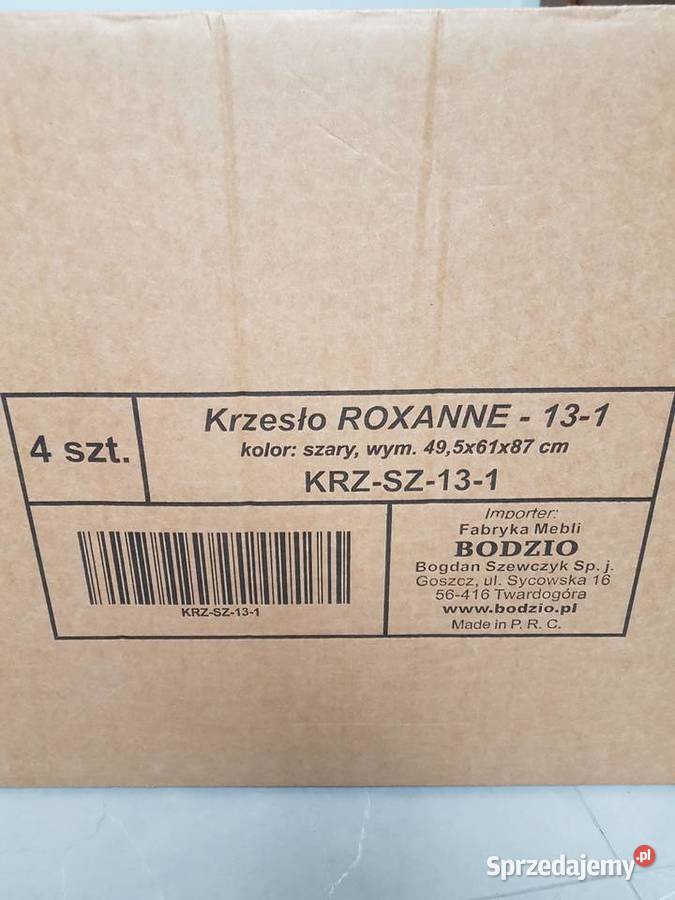 4 szt.
Krzesło ROXANNE - 13-1
kolor: szary, wym. 49,5x61x87 cm
KRZ-SZ-13-1
KRZ-SZ-13-1
Importer:
Fabryka Mebli
BODZIO
Bogdan Szewczyk Sp. j.
Goszcz, ul. Sycowska 16
56-416 Twardogóra
www.bodzio.pl
Made in P. R. C.
Sprzedajemy.pl